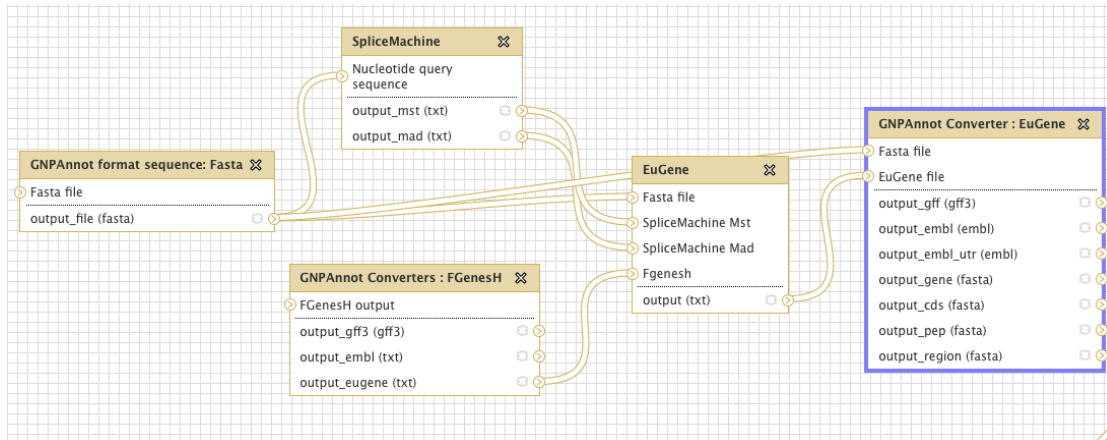 SpliceMachine
Nucleotide query
sequence
output_mst (txt)
output_mad (txt)
GNPAnnot format sequence: Fasta
Fasta file
output_file (fasta)
GNPAnnot Converters : FGenesH
FGenesH output
output_gff3 (gff3)
output_embl (txt)
output_eugene (txt)
EuGene
Fasta file
SpliceMachine Mst
SpliceMachine Mad
Fgenesh
output (txt)
GNPAnnot Converter : EuGene
Fasta file
EuGene file
output_gff (gff3)
output_embl (embl)
output_embl_utr (embl)
output_gene (fasta)
output_cds (fasta)
output_pep (fasta)
output_region (fasta)